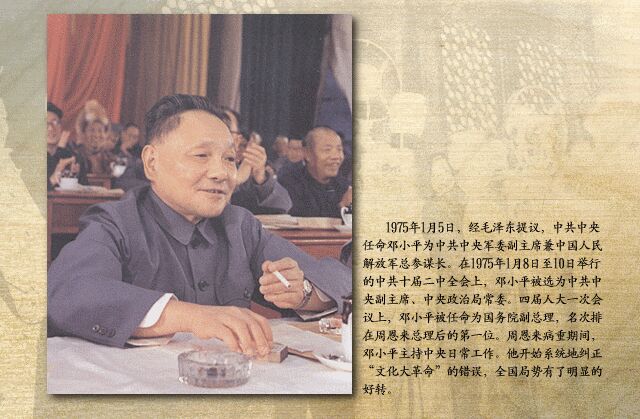 1975年1月5日，经毛泽东提议，中共中央
任命邓小平为中共中央军委副主席兼中国人民
解放军总参谋长。在1975年1月8日至10日举行
的中共十届二中全会上，邓小平被选为中共中
央副主席、中央政治局常委。四届人大一次会
议上，邓小平被任命为国务院副总理，名次排
在周恩来总理后的第一位。周恩来病重期间，
邓小平主持中央日常工作。他开始系统地纠正
“文化大革命”的错误，全国局势有了明显的
好转。